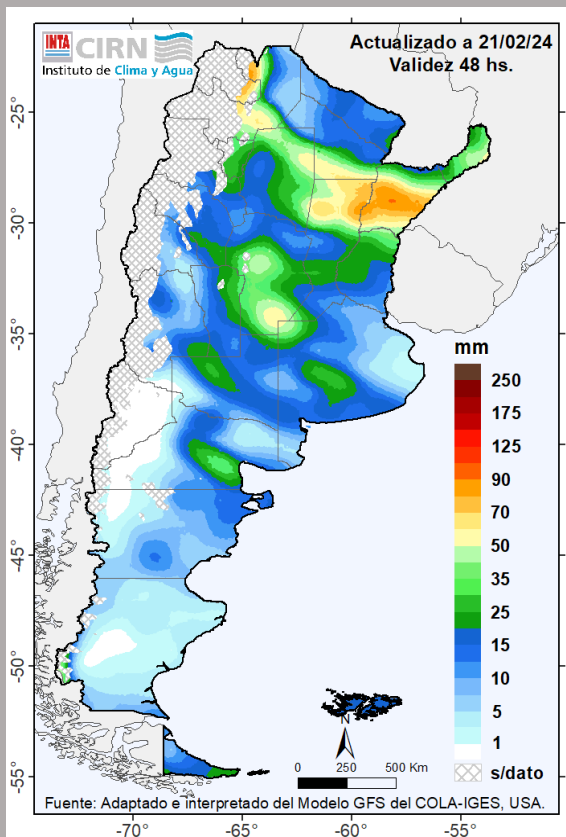 INTA CIRN
Instituto de Clima y Agua
Actualizado a 21/02/24
Validez 48 hs.
25°
30°
35°
40°
45°
50°
55°
mm
250
175
125
90
70
50
35
25
15
10
5
1
s/dato
N
0 250 500 Km
Fuente: Adaptado e interpretado del Modelo GFS del COLA-IGES, USA.
-70° -65° -60° -55°